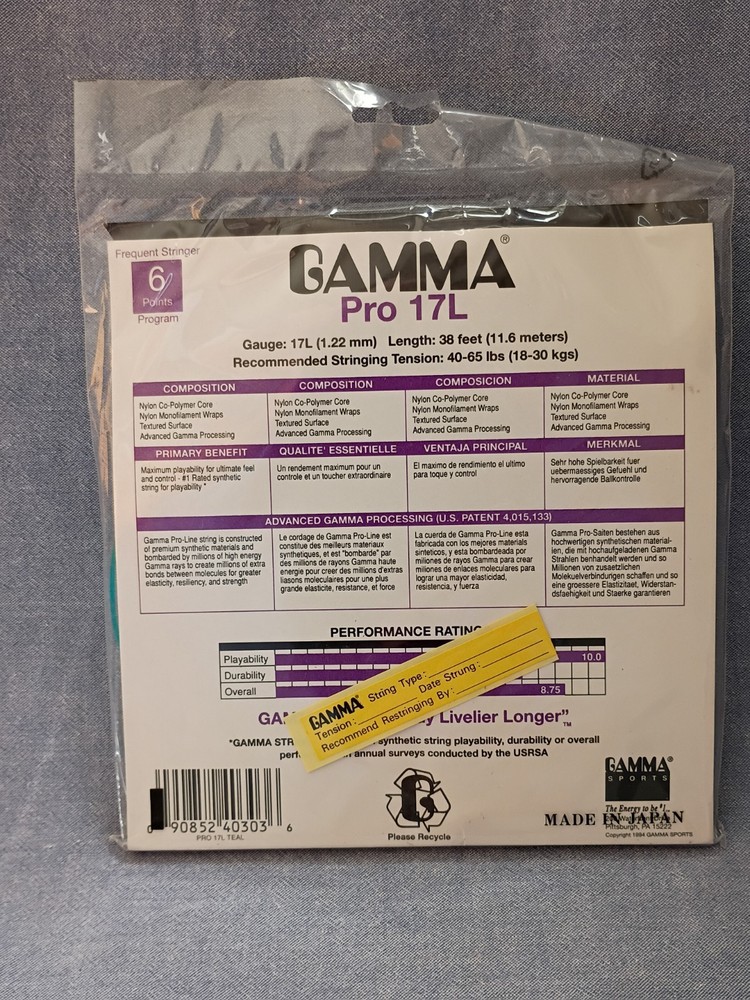 Frequent Stringer
6
Points
Program
GAMMA®
Pro 17L
Gauge: 17L (1.22 mm) Length: 38 feet (11.6 meters)
Recommended Stringing Tension: 40-65 lbs (18-30 kgs)
COMPOSITION
Nylon Co-Polymer Core
Nylon Monofilament Wraps
Textured Surface
Advanced Gamma Processing
COMPOSITION
Nylon Co-Polymer Core
Nylon Monofilament Wraps
Textured Surface
Advanced Gamma Processing
COMPOSICION
Nylon Co-Polymer Core
Nylon Monofilament Wraps
Textured Surface
Advanced Gamma Processing
MATERIAL
Nylon Co-Polymer Core
Nylon Monofilament Wraps
Textured Surface
Advanced Gamma Processing
PRIMARY BENEFIT
Maximum playability for ultimate feel
and control - #1 Rated synthetic
string for playability *
QUALITE' ESSENTIELLE
Un rendement maximum pour un
controle et un toucher extraordinaire
VENTAJA PRINCIPAL
El maximo de rendimiento el ultimo
para toque y control
MERKMAL
Sehr hohe Spielbarkeit fuer
uebermaessiges Gefuehl und
hervorragende Ballkontrolle
ADVANCED GAMMA PROCESSING (U.S. PATENT 4,015,133)
Gamma Pro-Line string is constructed
of premium synthetic materials and
bombarded by millions of high energy
Gamma rays to create millions of extra
bonds between molecules for greater
elasticity, resiliency, and strength
Le cordage de Gamma Pro-Line est
constitue des meilleurs materiaux
synthetiques, et est "bombarde" par
des millions de rayons Gamma haute
energie pour creer des millions d'extras
liasons moleculaires pour une plus
grande elasticite, resistance, et force
La cuerda de Gamma Pro-Line esta
fabricada con los mejores materials
sinteticos, y esta bombardeada por
millones de rayos Gamma para crear
millones de enlaces moleculares para
lograr una mayor elasticidad,
resistencia, y fuerza
Gamma Pro-Saiten bestehen aus
hochwertigen synthetischen material-
ien, die mit hochaufgeladenen Gamma
Strahlen behandelt werden und so
Millionen von zusaetzlichen
Molekuelverbindungen schaffen und so
eine groessere Elastizitaet, Widerstan-
dsfaehigkeit und Staerke garantieren
PERFORMANCE RATING
Playability 10.0
Durability
Overall 8.75
GAMMA String Type:
Tension: Date Strung:
Recommend Restringing By:
Livelier Longer”™
*GAMMA synthetic string playability, durability or overall
annual surveys conducted by the USRSA
0 90852 40303 6
PRO 17L TEAL
Please Recycle
GAMMA®
SPORTS
The Energy to be #1.
MADE IN JAPAN
Pittsburgh, PA 15222
Copyright 1994 GAMMA SPORTS